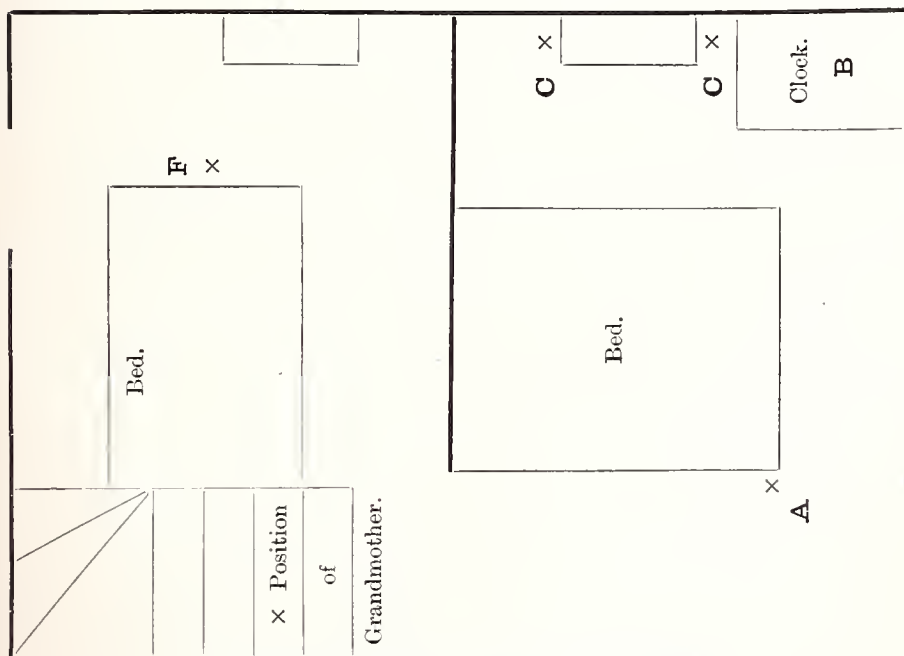 Bed.
F
×
× Position
of
Grandmother.
×
C
Bed.
×
C
×
A
Clock.
B